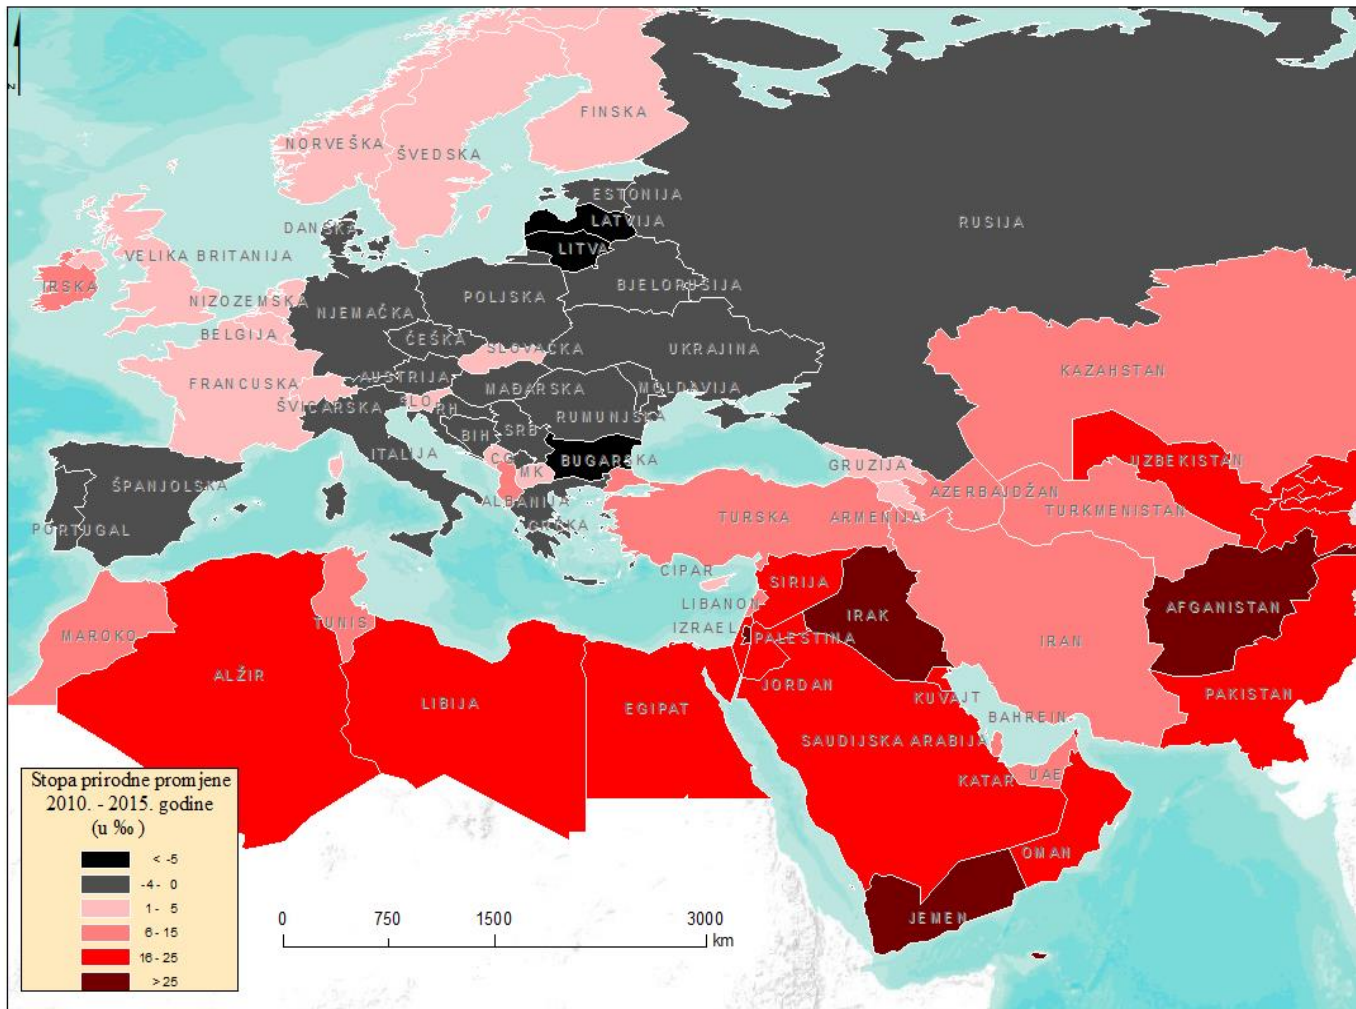 z
FINSKA
NORVEŠKA
ŠVEDSKA
ESTONIJA
LATVIJA
RUSIJA
DANSKA
LITVA
VELIKA BRITANIJA
IRSKA
BJELORUSIJA
NIZOZEMSKA
POLJSKA
NJEMAČKA
BELGIJA
ČEŠKA
SLOVAČKA
UKRAJINA
KAZAHSTAN
FRANCUSKA
AUSTRIJA
MAĐARSKA
MOLDAVIJA
ŠVICARSKA
SLO
RH
RUMUNJSKA
BIH
SRB
ITALIJA
CG
BUGARSKA
UZBEKISTAN
GRUZIJA
MK
ŠPANJOLSKA
ALBANIJA
AZERBAJDŽAN
TURKMENISTAN
PORTUGAL
GRČKA
TURSKA
ARMENIJA
CIPAR
SIRIJA
LIBANON
IRAK
AFGANISTAN
MAROKO
TUNIS
IZRAEL
PALESTINA
IRAN
ALŽIR
JORDAN
KUVAJT
PAKISTAN
LIBIJA
EGIPAT
BAHREIN
SAUDIJSKA ARABIJA
KATAR
UAE
OMAN
JEMEN
Stopa prirodne promjene
2010. - 2015. godine
(u ‰ )
< -5
-4 - 0
1 - 5
6 - 15
16 - 25
> 25
0 750 1500 3000
km